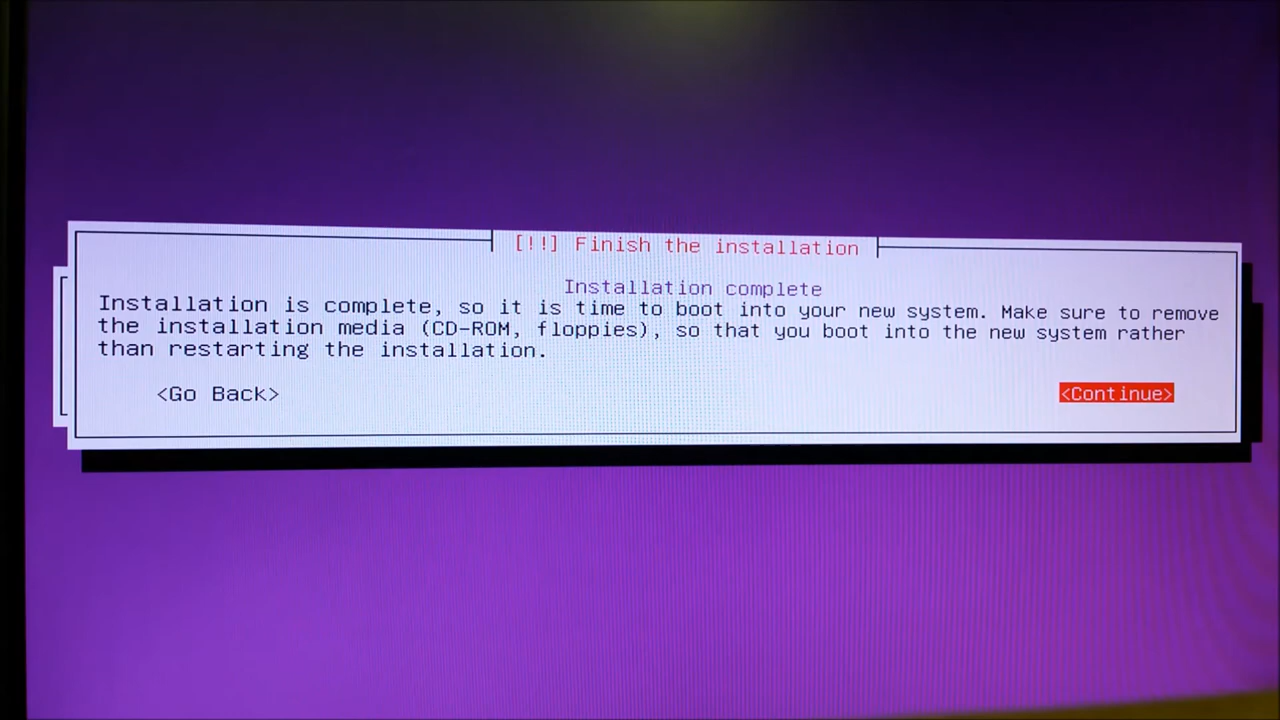 [!!] Finish the installation
Installation complete
Installation is complete, so it is time to boot into your new system. Make sure to remove
the installation media (CD-ROM, floppies), so that you boot into the new system rather
than restarting the installation.
<Go Back> <Continue>